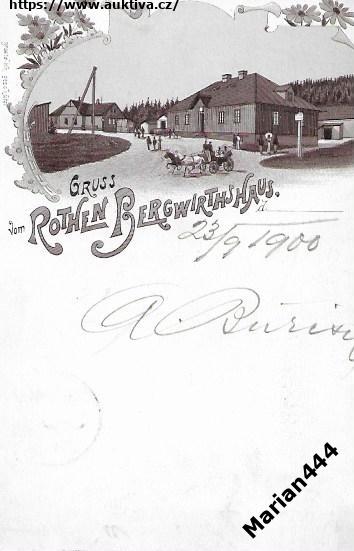 https://www.auktiva.cz/
GRUSS
Vom ROTHEN BERGWIRTHSHAUS.
23/9 1900
Marian444